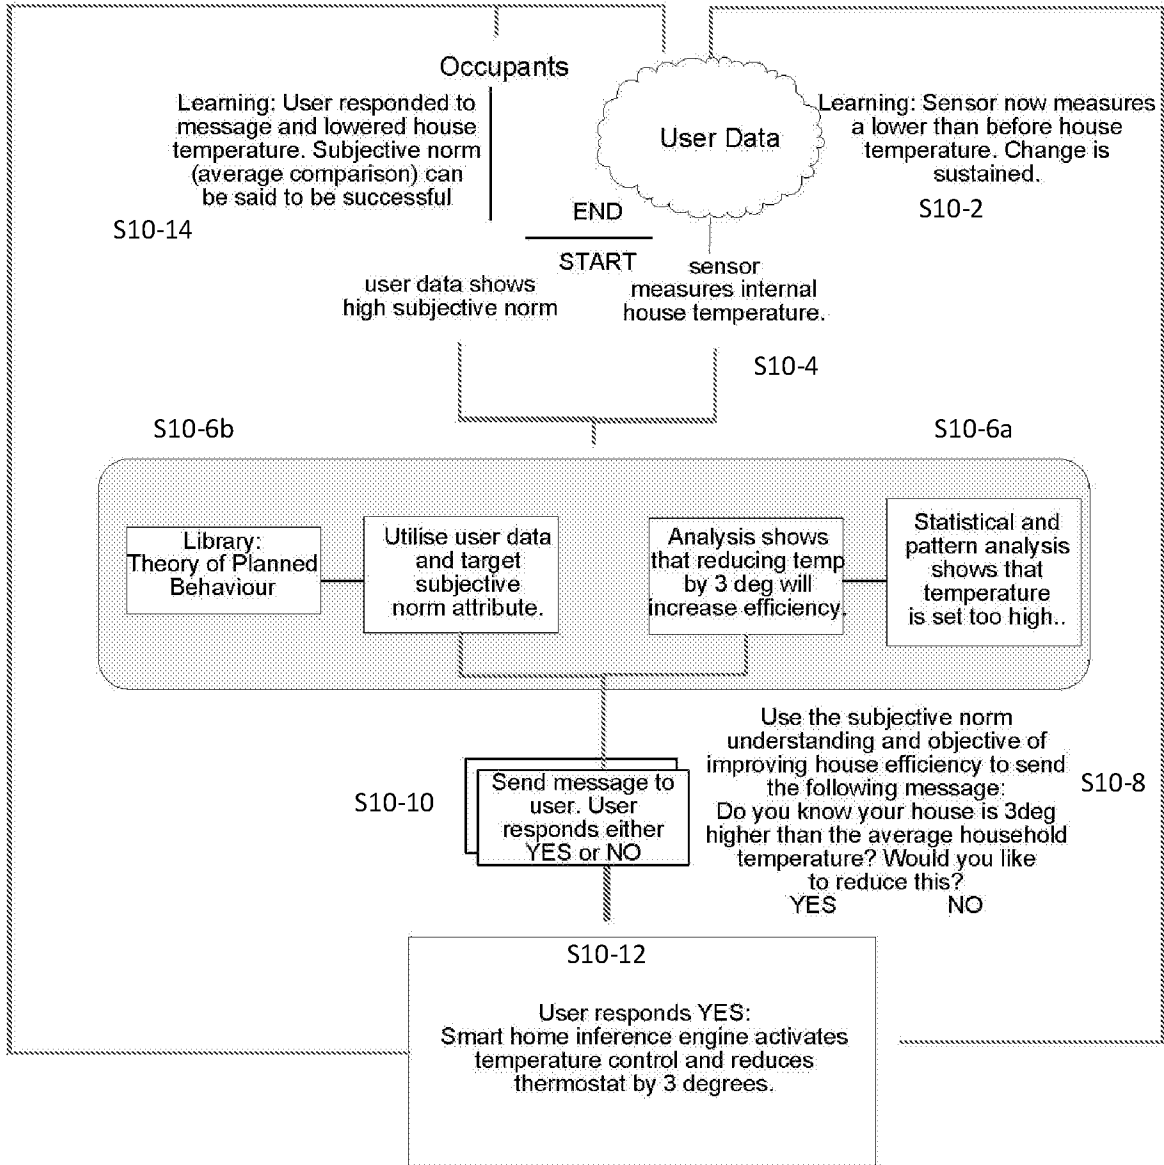 Occupants
Learning: User responded to
message and lowered house
temperature. Subjective norm
(average comparison) can
be said to be successful
S10-14
User Data
Learning: Sensor now measures
a lower than before house
temperature. Change is
sustained.
S10-2
END
START
user data shows
high subjective norm
sensor
measures internal
house temperature.
S10-4
S10-6b
S10-6a
Library:
Theory of Planned
Behaviour
Utilise user data
and target
subjective
norm attribute.
Analysis shows
that reducing temp
by 3 deg will
increase efficiency.
Statistical and
pattern analysis
shows that
temperature
is set too high..
S10-10
Send message to
user. User
responds either
YES or NO
Use the subjective norm
understanding and objective of
improving house efficiency to send
the following message:
Do you know your house is 3deg
higher than the average household
temperature? Would you like
to reduce this?
YES NO
S10-8
S10-12
User responds YES:
Smart home inference engine activates
temperature control and reduces
thermostat by 3 degrees.